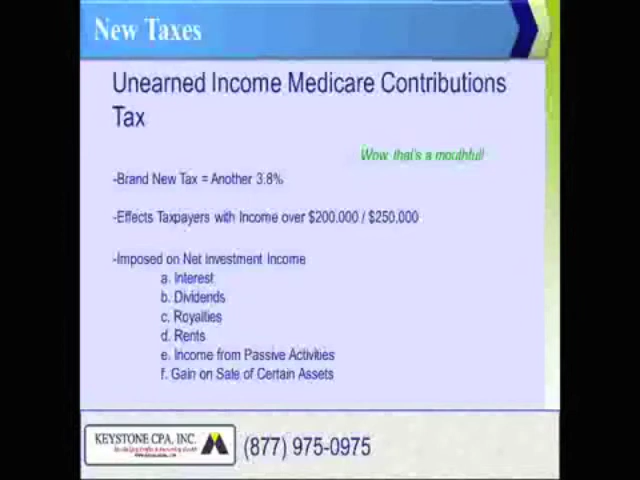 New Taxes
Unearned Income Medicare Contributions
Tax
Wow, that's a mouthful!
-Brand New Tax = Another 3.8%
-Effects Taxpayers with Income over $200,000 / $250,000
-Imposed on Net Investment Income
a. Interest
b. Dividends
c. Royalties
d. Rents
e. Income from Passive Activities
f. Gain on Sale of Certain Assets
KEYSTONE CPA, INC.
(877) 975-0975